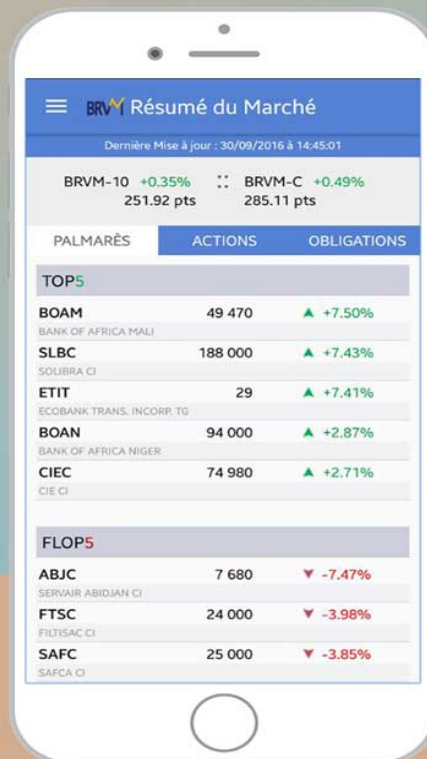 BRVM Résumé du Marché
Dernière Mise à jour : 30/09/2016 à 14:45:01
BRVM-10 +0.35% :: BRVM-C +0.49%
251.92 pts 285.11 pts
PALMARÈS ACTIONS OBLIGATIONS
TOP5
BOAM 49 470 ▲ +7.50%
BANK OF AFRICA MALI
SLBC 188 000 ▲ +7.43%
SOLIBRA CI
ETIT 29 ▲ +7.41%
ECOBANK TRANS. INCORP. TG
BOAN 94 000 ▲ +2.87%
BANK OF AFRICA NIGER
CIEC 74 980 ▲ +2.71%
CIE CI
FLOP5
ABJC 7 680 ▼ -7.47%
SERVAIR ABIDJAN CI
FTSC 24 000 ▼ -3.98%
FILTISAC CI
SAFC 25 000 ▼ -3.85%
SAFCA CI